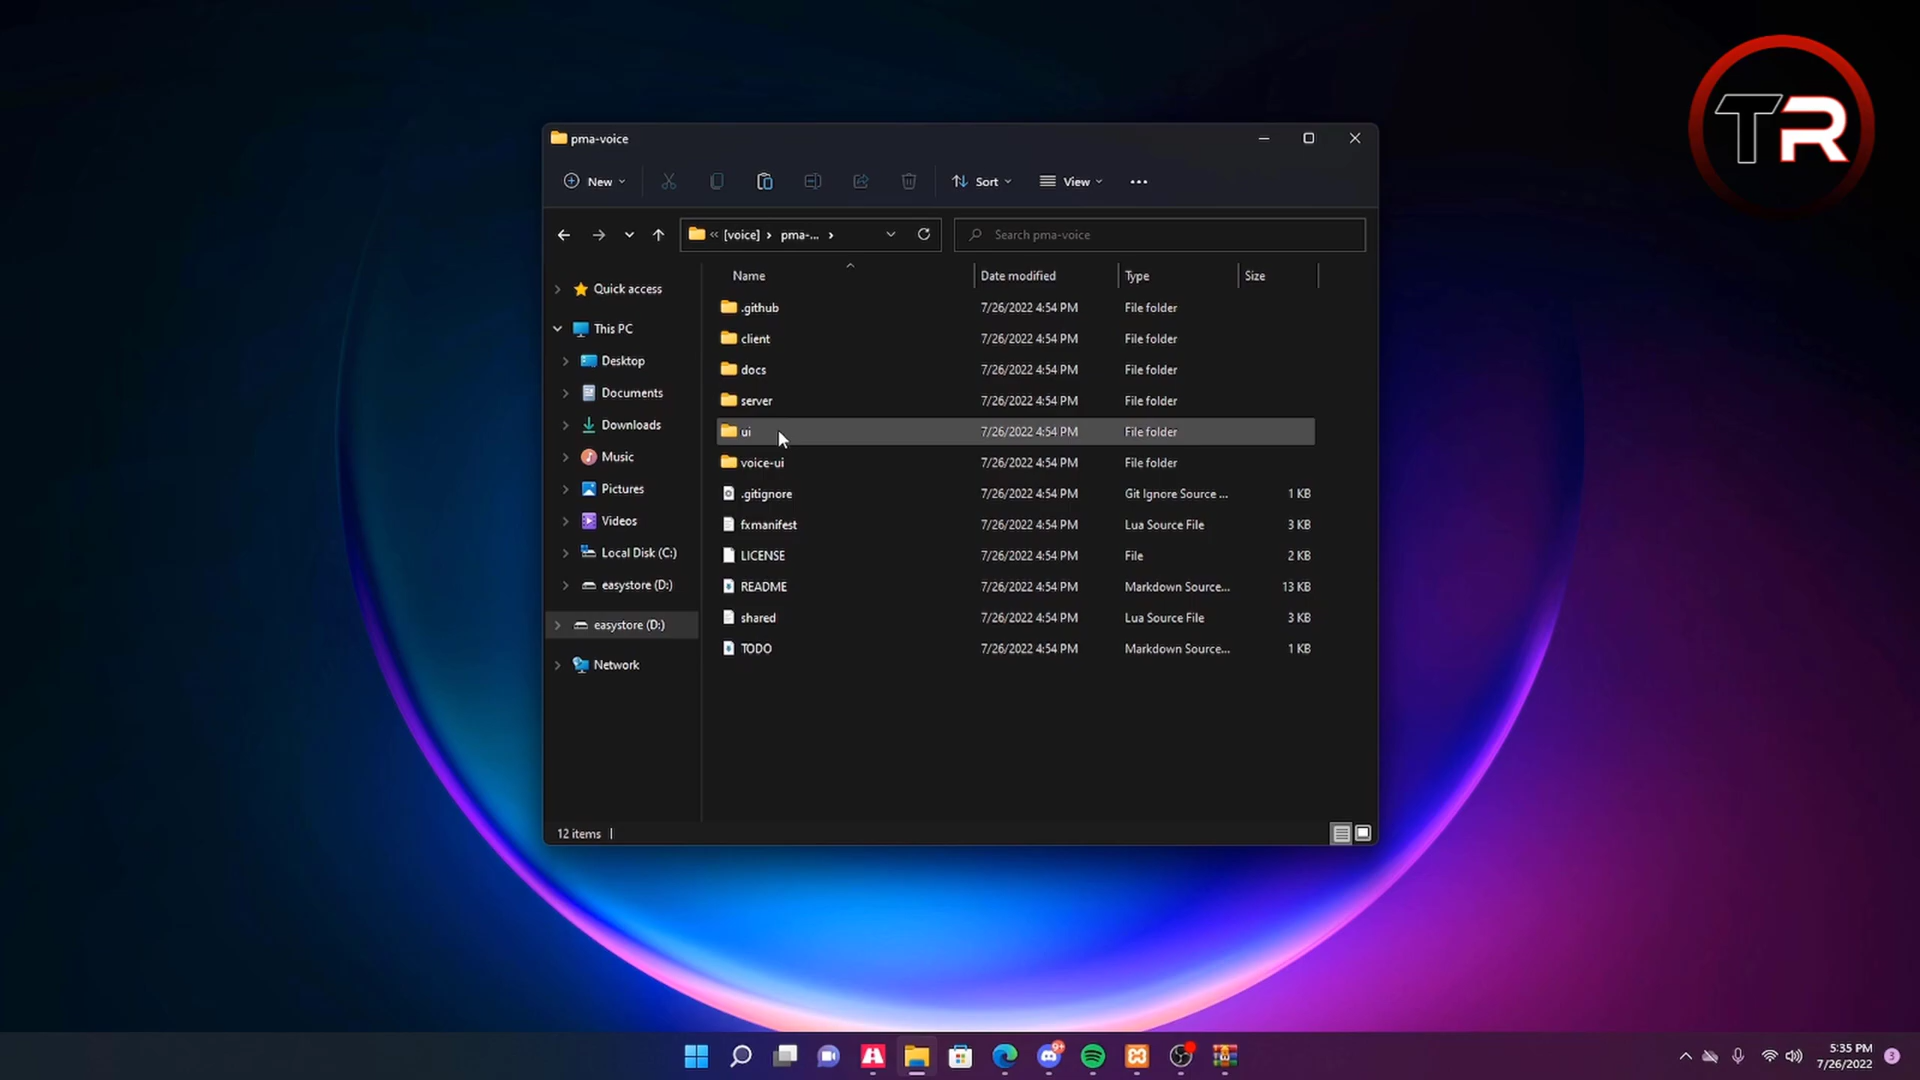 TR
pma-voice
New
Sort
View
[voice] › pma-... ›
Search pma-voice
Name Date modified Type Size
Quick access
This PC
Desktop
Documents
Downloads
Music
Pictures
Videos
Local Disk (C:)
easystore (D:)
easystore (D:)
Network
.github 7/26/2022 4:54 PM File folder
client 7/26/2022 4:54 PM File folder
docs 7/26/2022 4:54 PM File folder
server 7/26/2022 4:54 PM File folder
ui 7/26/2022 4:54 PM File folder
voice-ui 7/26/2022 4:54 PM File folder
.gitignore 7/26/2022 4:54 PM Git Ignore Source ... 1 KB
fxmanifest 7/26/2022 4:54 PM Lua Source File 3 KB
LICENSE 7/26/2022 4:54 PM File 2 KB
README 7/26/2022 4:54 PM Markdown Source... 13 KB
shared 7/26/2022 4:54 PM Lua Source File 3 KB
TODO 7/26/2022 4:54 PM Markdown Source... 1 KB
12 items
9+
5:35 PM
7/26/2022
3